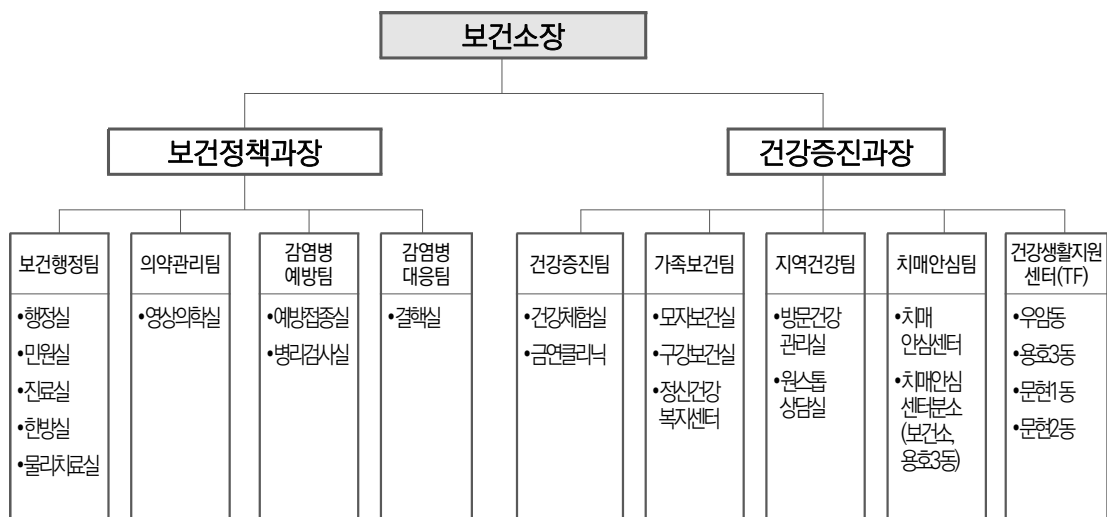 보건소장
보건정책과장
건강증진과장
보건행정팀
•행정실
•민원실
•진료실
•한방실
•물리치료실
의약관리팀
•영상의학실
감염병
예방팀
•예방접종실
•병리검사실
감염병
대응팀
•결핵실
건강증진팀
•건강체험실
•금연클리닉
가족보건팀
•모자보건실
•구강보건실
•정신건강
복지센터
지역건강팀
•방문건강
관리실
•원스톱
상담실
치매안심팀
•치매
안심센터
•치매안심
센터분소
(보건소,
용호3동)
건강생활지원
센터(TF)
•우암동
•용호3동
•문현1동
•문현2동